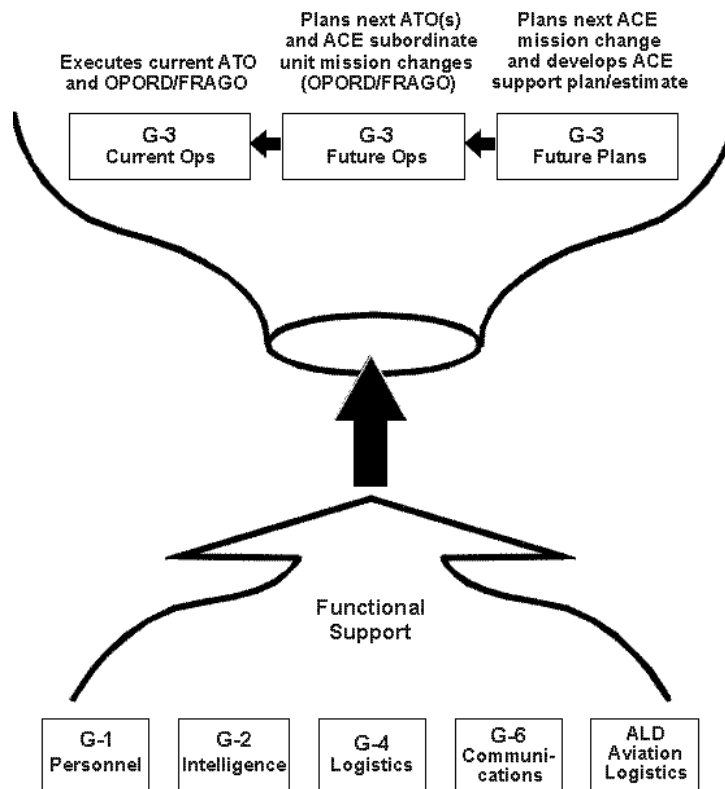 Executes current ATO
and OPORD/FRAGO
Plans next ATO(s)
and ACE subordinate
unit mission changes
(OPORD/FRAGO)
Plans next ACE
mission change
and develops ACE
support plan/estimate
G-3
Current Ops
G-3
Future Ops
G-3
Future Plans
Functional
Support
G-1
Personnel
G-2
Intelligence
G-4
Logistics
G-6
Communi-
cations
ALD
Aviation
Logistics